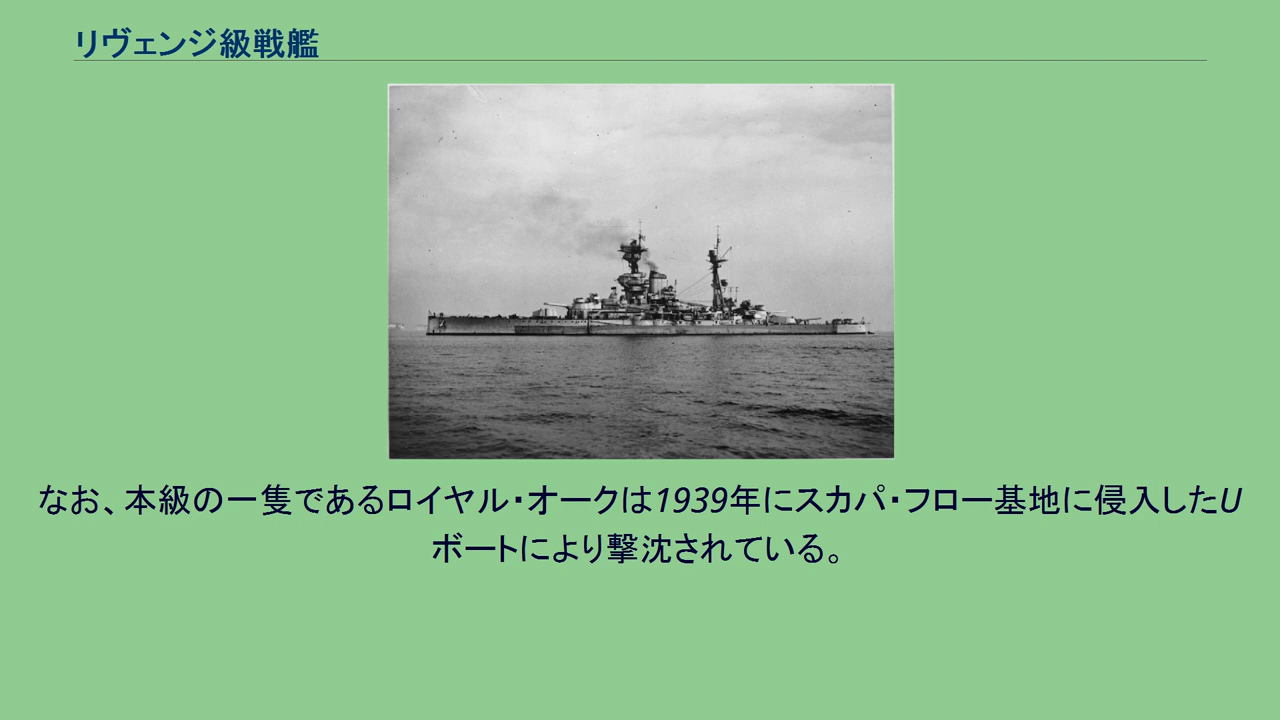 リヴェンジ級戦艦
なお、本級の一隻であるロイヤル・オークは1939年にスカパ・フロー基地に侵入したU
ボートにより撃沈されている。